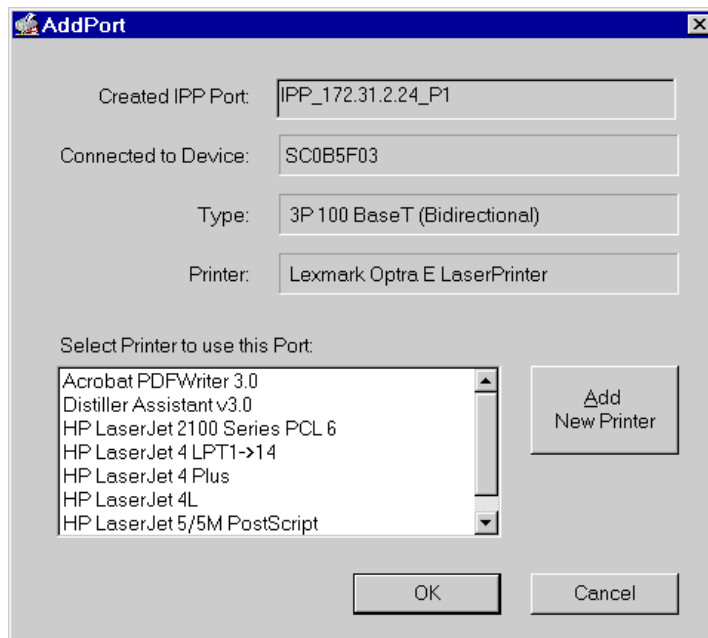 AddPort
Created IPP Port: IPP_172.31.2.24_P1
Connected to Device: SC0B5F03
Type: 3P 100 BaseT (Bidirectional)
Printer: Lexmark Optra E LaserPrinter
Select Printer to use this Port:
Acrobat PDFWriter 3.0
Distiller Assistant v3.0
HP LaserJet 2100 Series PCL 6
HP LaserJet 4 LPT1->14
HP LaserJet 4 Plus
HP LaserJet 4L
HP LaserJet 5/5M PostScript
Add
New Printer
OK Cancel